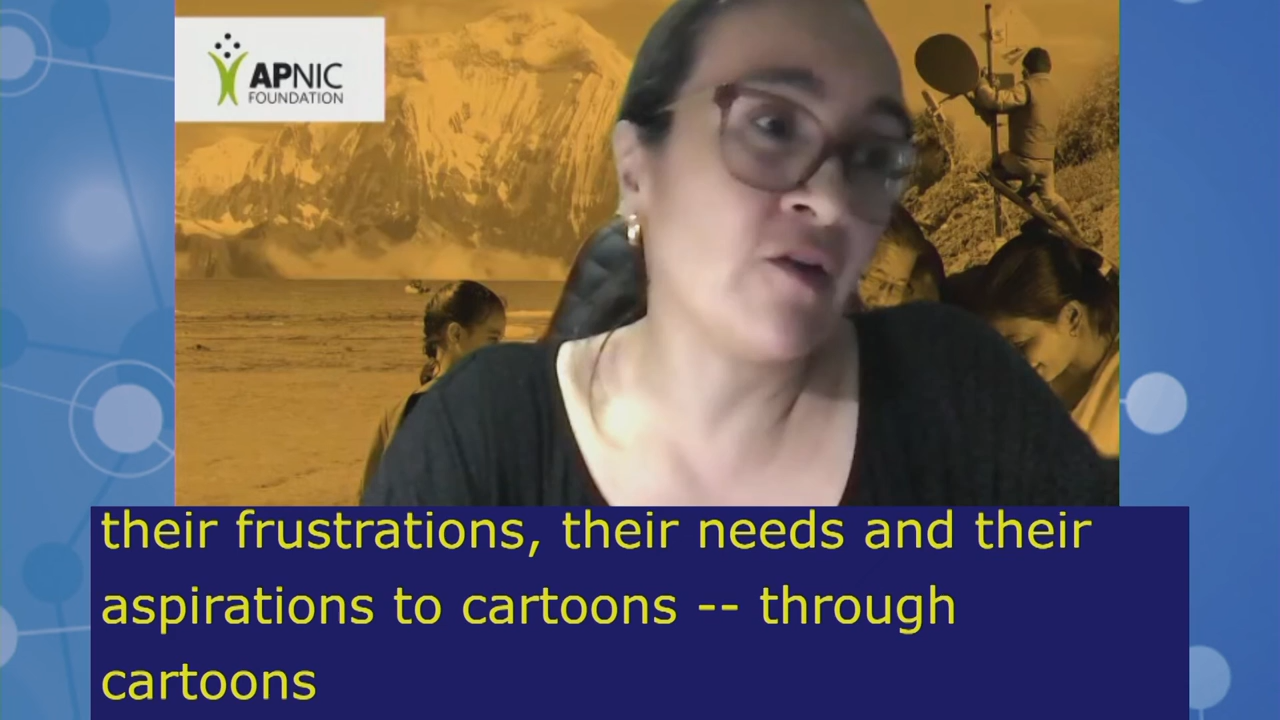 APNIC
FOUNDATION
their frustrations, their needs and their
aspirations to cartoons -- through
cartoons